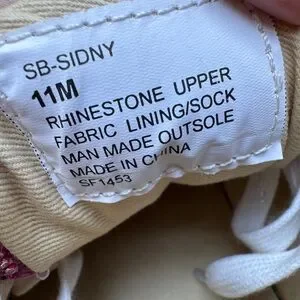 SB-SIDNY
11M
RHINESTONE UPPER
FABRIC LINING/SOCK
MAN MADE OUTSOLE
MADE IN CHINA
SF1453